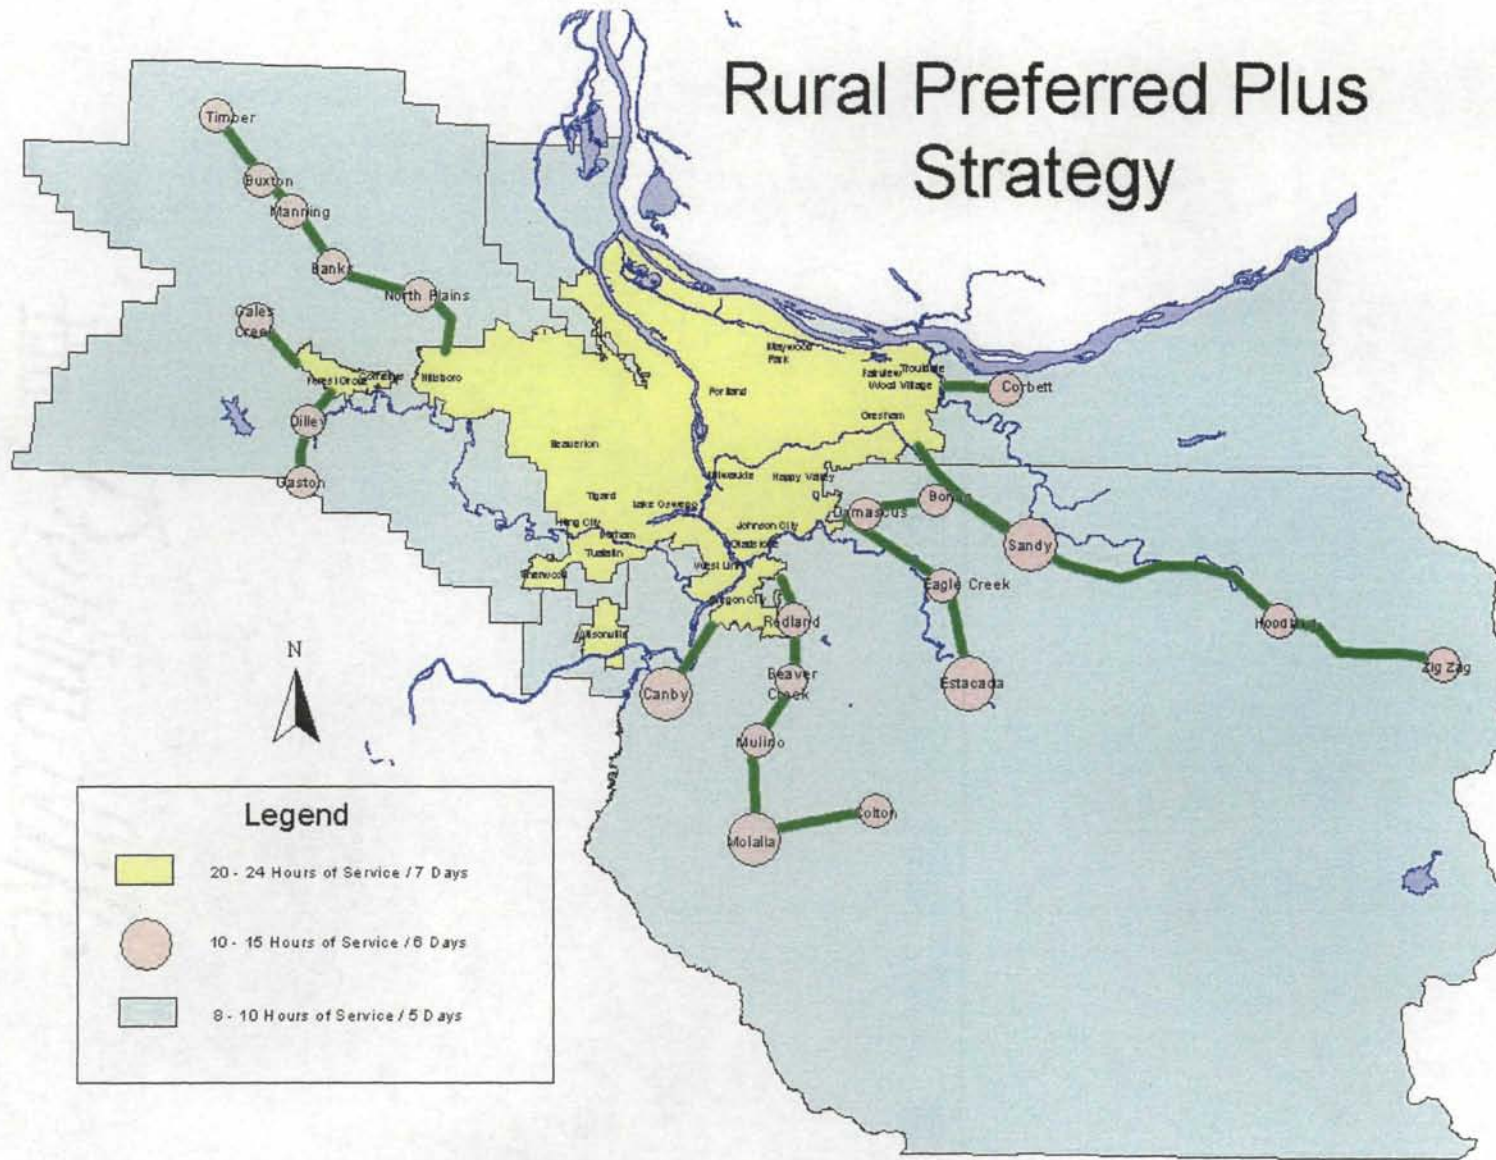 Rural Preferred Plus
Strategy
Timber
Buxton
Manning
Banks
North Plains
Gales
Creek
Forest Grove
Cornelius
Hillsboro
Dilley
Gaston
Maywood
Park
Portland
Fairview
Troutdale
Wood Village
Gresham
Corbett
Beaverton
Milwaukie
Happy Valley
Tigard
Lake Oswego
King City
Durham
Tualatin
Sherwood
Johnson City
Gladstone
West Linn
Oregon City
Wilsonville
Damascus
Boring
Sandy
Eagle Creek
Redland
Hoodland
Zig Zag
Canby
Beaver
Creek
Estacada
Mulino
Molalla
Colton
N
Legend
20 - 24 Hours of Service / 7 Days
10 - 15 Hours of Service / 6 Days
8 - 10 Hours of Service / 5 Days